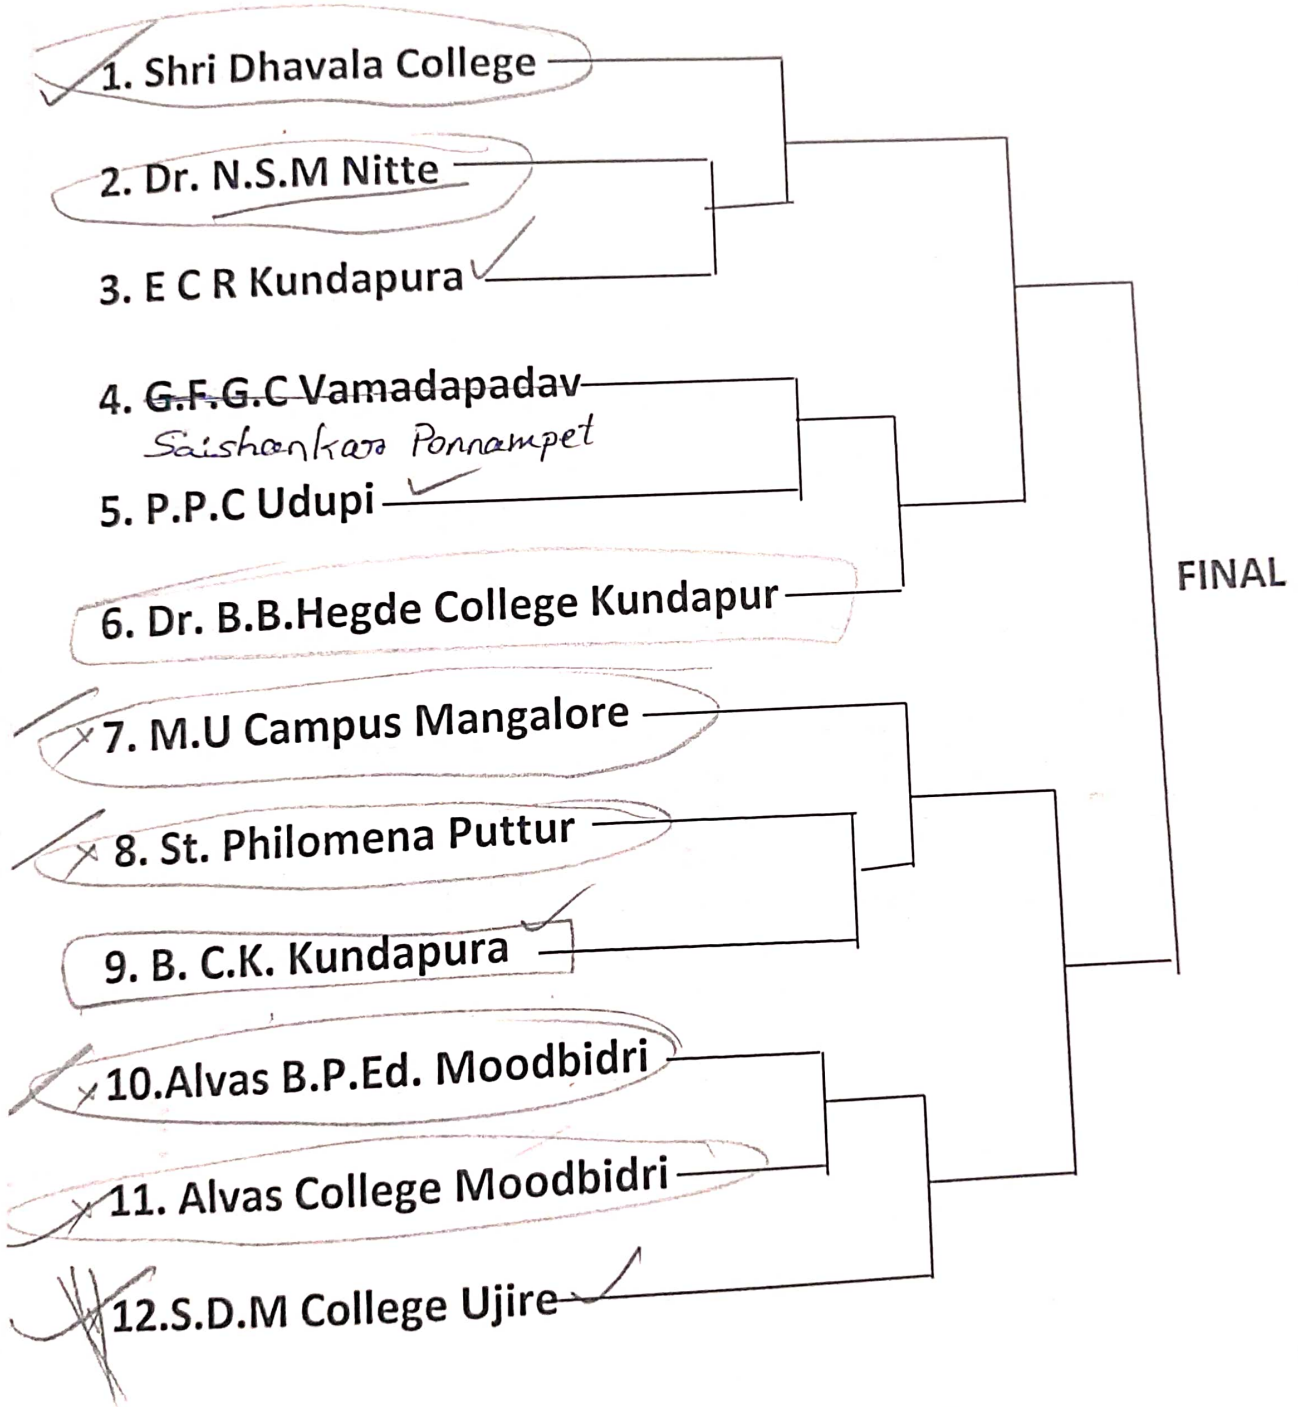 1. Shri Dhavala College
2. Dr. N.S.M Nitte
3. E C R Kundapura
4. G.F.G.C Vamadapadav
Saishankar Ponnampet
5. P.P.C Udupi
6. Dr. B.B.Hegde College Kundapur
FINAL
7. M.U Campus Mangalore
8. St. Philomena Puttur
9. B. C.K. Kundapura
10.Alvas B.P.Ed. Moodbidri
11. Alvas College Moodbidri
12.S.D.M College Ujire